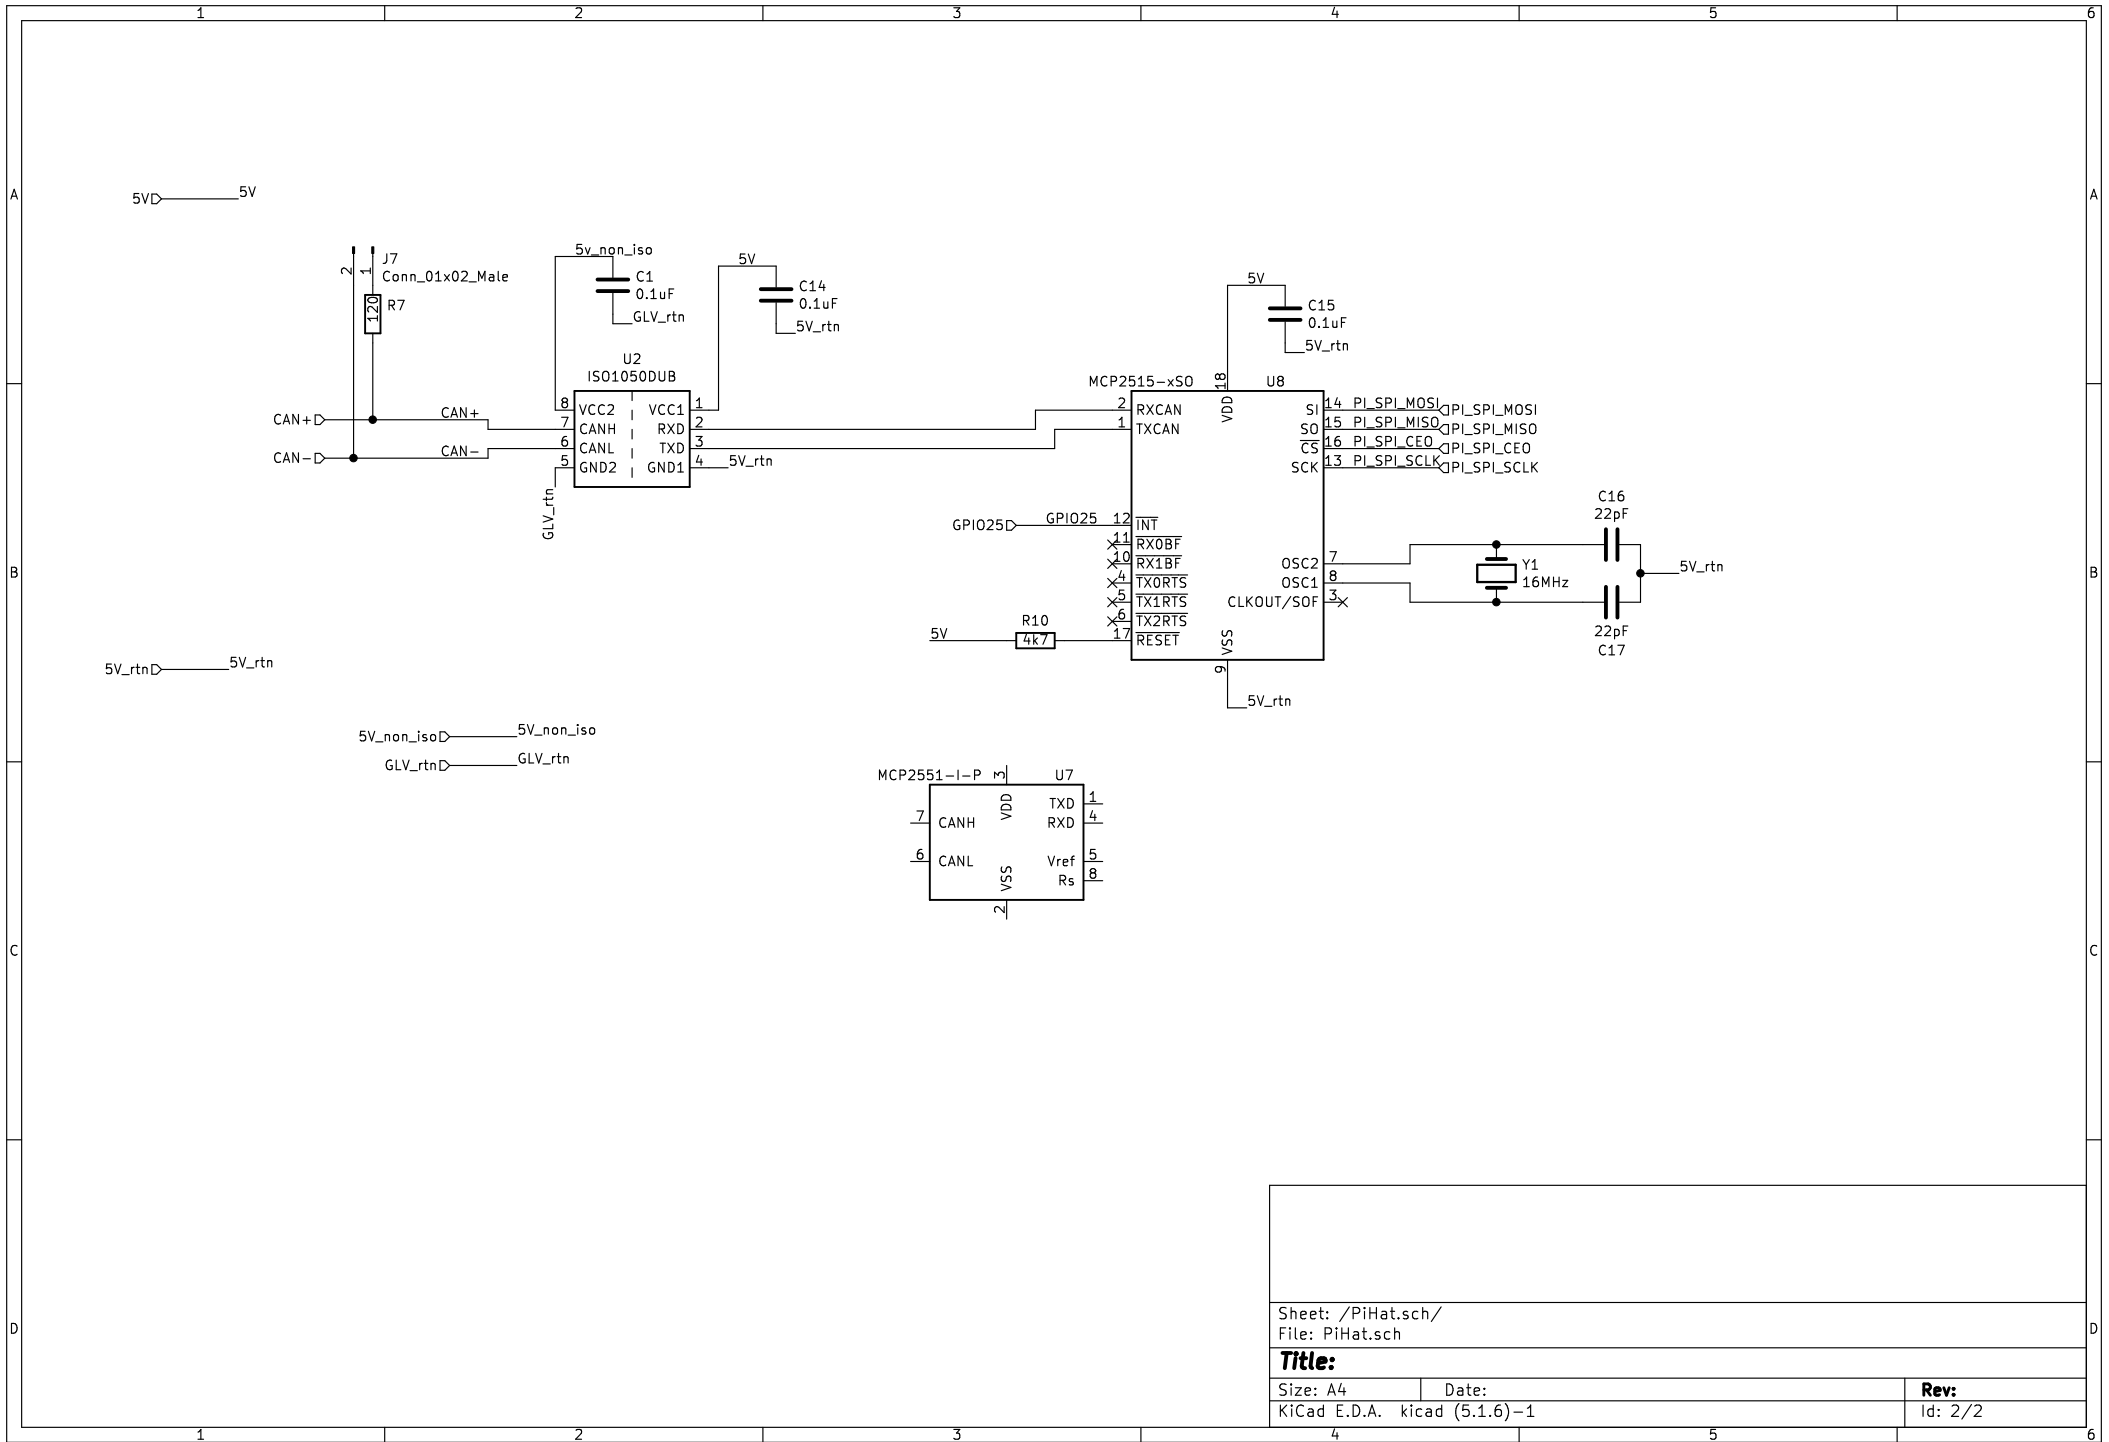 1 2 3 4 5 6
A A
5V 5V
J7
Conn_01x02_Male
2 1
120 R7
5v_non_iso
C1
0.1uF
GLV_rtn
5V
C14
0.1uF
5V_rtn
5V
C15
0.1uF
5V_rtn
U2
ISO1050DUB
8 VCC2 VCC1 1
7 CANH RXD 2
6 CANL TXD 3
5 GND2 GND1 4
CAN+ CAN+
CAN- CAN-
GLV_rtn
5V_rtn
MCP2515-xSO 18 U8
VDD
2 RXCAN SI 14 PI_SPI_MOSI PI_SPI_MOSI
1 TXCAN SO 15 PI_SPI_MISO PI_SPI_MISO
CS 16 PI_SPI_CE0 PI_SPI_CE0
SCK 13 PI_SPI_SCLK PI_SPI_SCLK
GPIO25 GPIO25 12 INT
11 RX0BF
10 RX1BF OSC2 7
4 TX0RTS OSC1 8
5 TX1RTS CLKOUT/SOF 3
6 TX2RTS
17 RESET
VSS
9
5V_rtn
5V
R10
4k7
Y1
16MHz
C16
22pF
5V_rtn
22pF
C17
B B
5V_rtn 5V_rtn
5V_non_iso 5V_non_iso
GLV_rtn GLV_rtn
MCP2551-I-P 3 U7
VDD
TXD 1
7 CANH RXD 4
6 CANL Vref 5
Rs 8
VSS
2
C C
D D
Sheet: /PiHat.sch/
File: PiHat.sch
Title:
Size: A4 Date: Rev:
KiCad E.D.A. kicad (5.1.6)-1 Id: 2/2
1 2 3 4 5 6